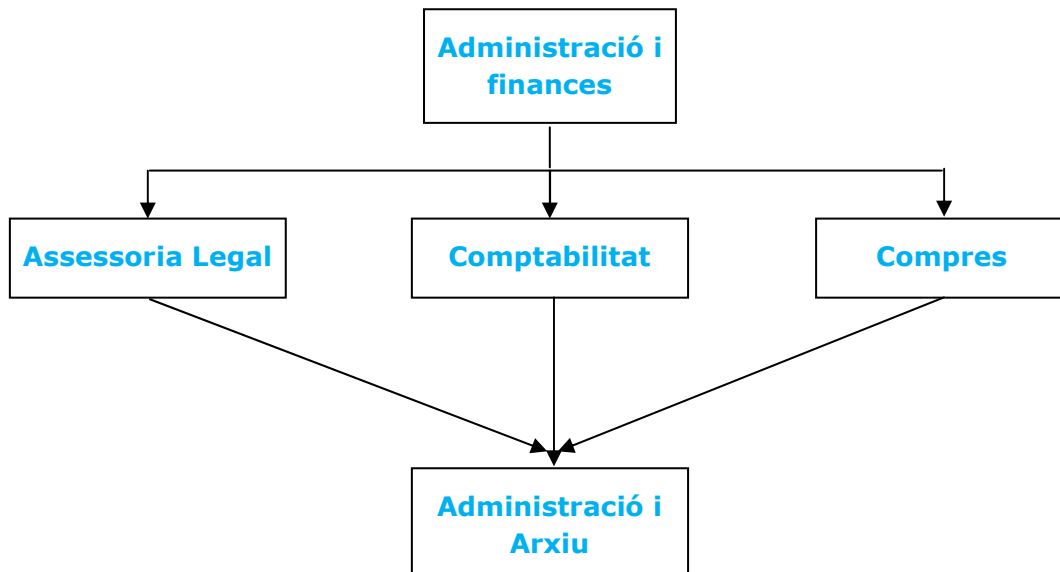 Administració i
finances
Assessoria Legal
Comptabilitat
Compres
Administració i
Arxiu